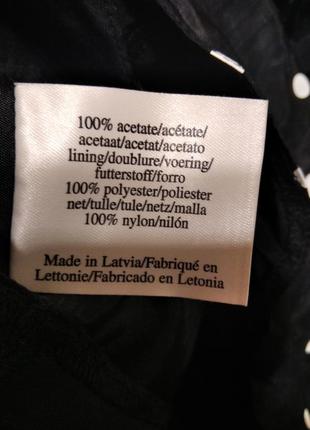 100% acetate/acétate/
acetaat/acetat/acetato
lining/doublure/voering/
futterstoff/forro
100% polyester/poliester
net/tulle/tule/netz/malla
100% nylon/nilón
Made in Latvia/Fabriqué en
Lettonie/Fabricado en Letonia